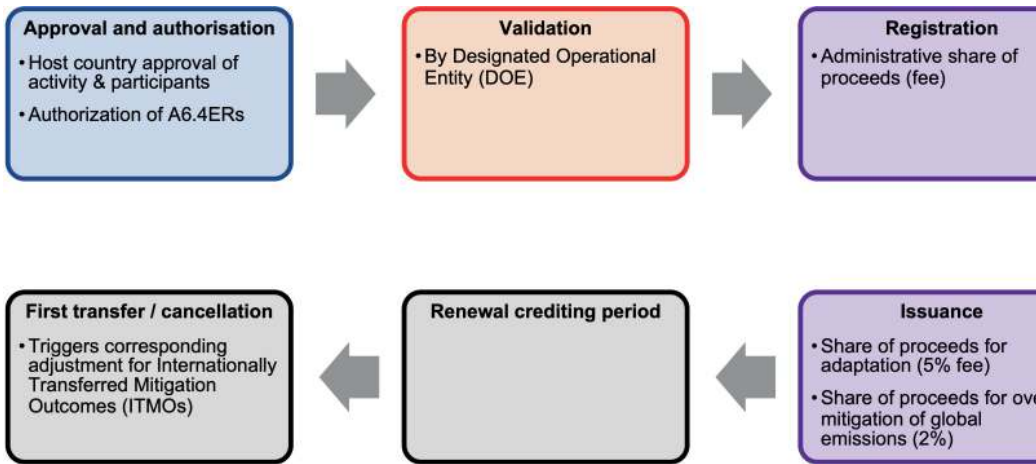 Approval and authorisation
• Host country approval of
activity & participants
• Authorization of A6.4ERs
Validation
• By Designated Operational
Entity (DOE)
Registration
• Administrative share of
proceeds (fee)
First transfer / cancellation
• Triggers corresponding
adjustment for Internationally
Transferred Mitigation
Outcomes (ITMOs)
Renewal crediting period
Issuance
• Share of proceeds for
adaptation (5% fee)
• Share of proceeds for
mitigation of global
emissions (2%)